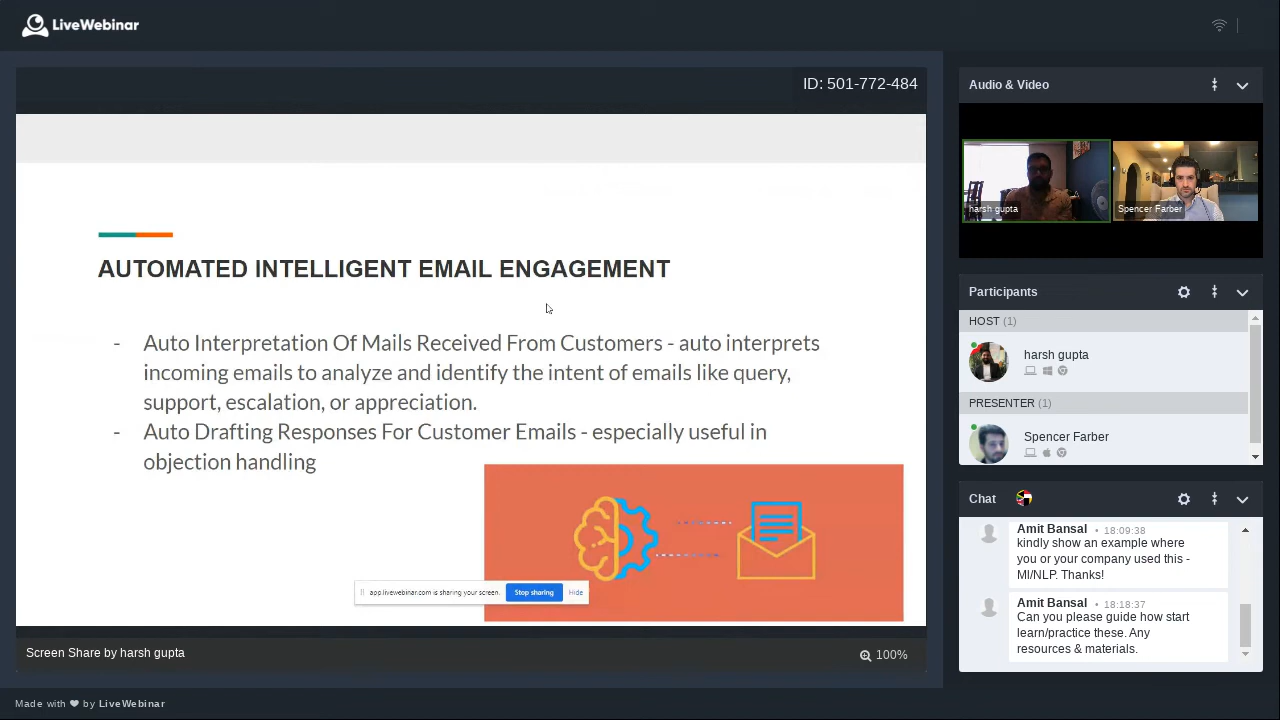 LiveWebinar
ID: 501-772-484
AUTOMATED INTELLIGENT EMAIL ENGAGEMENT
- Auto Interpretation Of Mails Received From Customers - auto interprets
incoming emails to analyze and identify the intent of emails like query,
support, escalation, or appreciation.
- Auto Drafting Responses For Customer Emails - especially useful in
objection handling
app.livewebinar.com is sharing your screen.
Stop sharing
Hide
Screen Share by harsh gupta
100%
Made with ❤ by LiveWebinar
Audio & Video
harsh gupta
Spencer Farber
Participants
HOST (1)
harsh gupta
PRESENTER (1)
Spencer Farber
Chat
Amit Bansal • 18:09:38
kindly show an example where
you or your company used this -
MI/NLP. Thanks!
Amit Bansal • 18:18:37
Can you please guide how start
learn/practice these. Any
resources & materials.